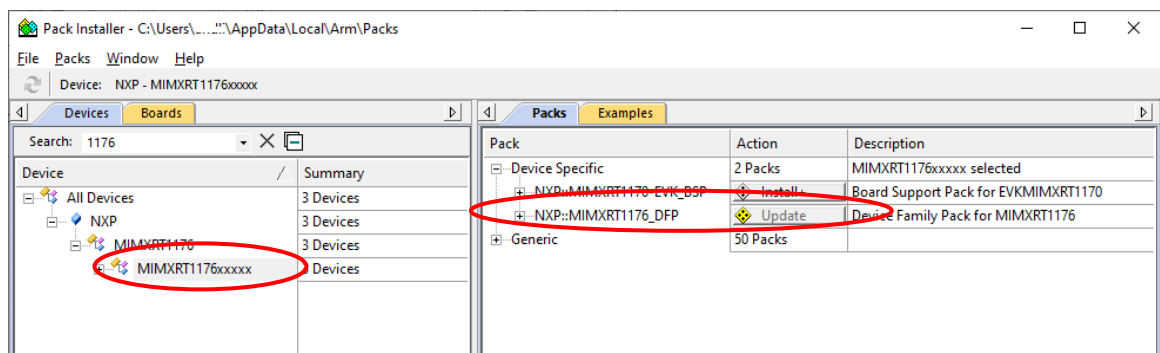 Pack Installer - C:\Users\ \AppData\Local\Arm\Packs
File Packs Window Help
Device: NXP - MIMXRT1176xxxxx
Devices Boards
Search: 1176
Device Summary
All Devices 3 Devices
NXP 3 Devices
MIMXRT1176 3 Devices
MIMXRT1176xxxxx Devices
Packs Examples
Pack Action Description
Device Specific 2 Packs MIMXRT1176xxxxx selected
NXP::MIMXRT1170-EVK_BSP Install+ Board Support Pack for EVKMIMXRT1170
NXP::MIMXRT1176_DFP Update Device Family Pack for MIMXRT1176
Generic 50 Packs